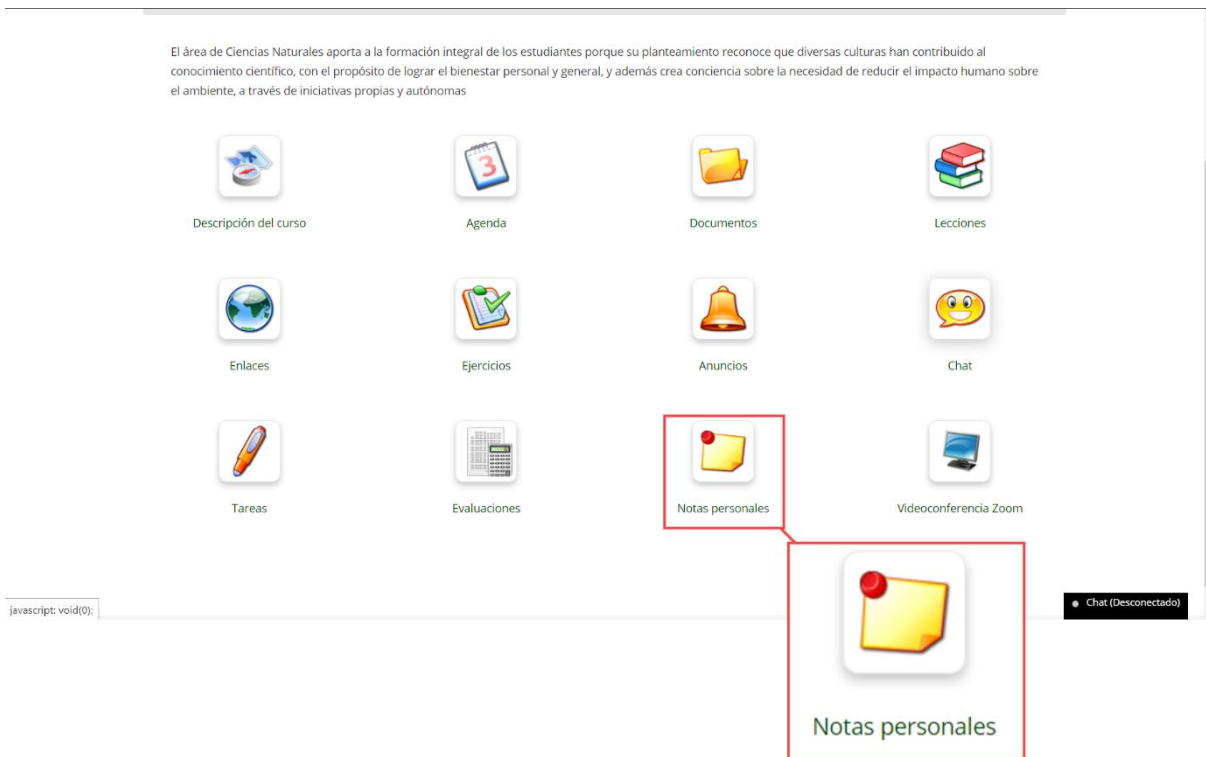 El área de Ciencias Naturales aporta a la formación integral de los estudiantes porque su planteamiento reconoce que diversas culturas han contribuido al
conocimiento científico, con el propósito de lograr el bienestar personal y general, y además crea conciencia sobre la necesidad de reducir el impacto humano sobre
el ambiente, a través de iniciativas propias y autónomas
3
Descripción del curso
Agenda
Documentos
Lecciones
Enlaces
Ejercicios
Anuncios
Chat
Tareas
Evaluaciones
Notas personales
Videoconferencia Zoom
javascript: void(0);
Chat (Desconectado)
Notas personales